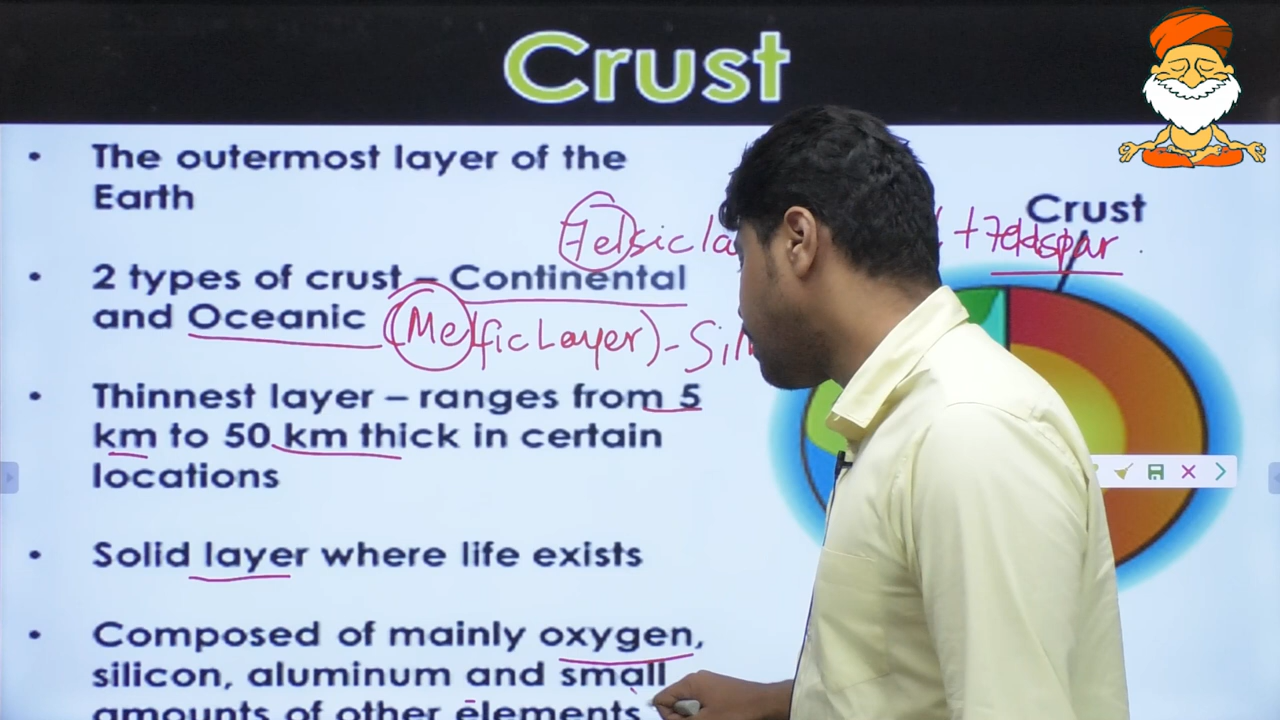 Crust
• The outermost layer of the
Earth
Crust
Felsic la + Feldspar
• 2 types of crust – Continental
and Oceanic (Melfic Layer) - Sil
• Thinnest layer – ranges from 5
km to 50 km thick in certain
locations
• Solid layer where life exists
• Composed of mainly oxygen,
silicon, aluminum and small
amounts of other elements